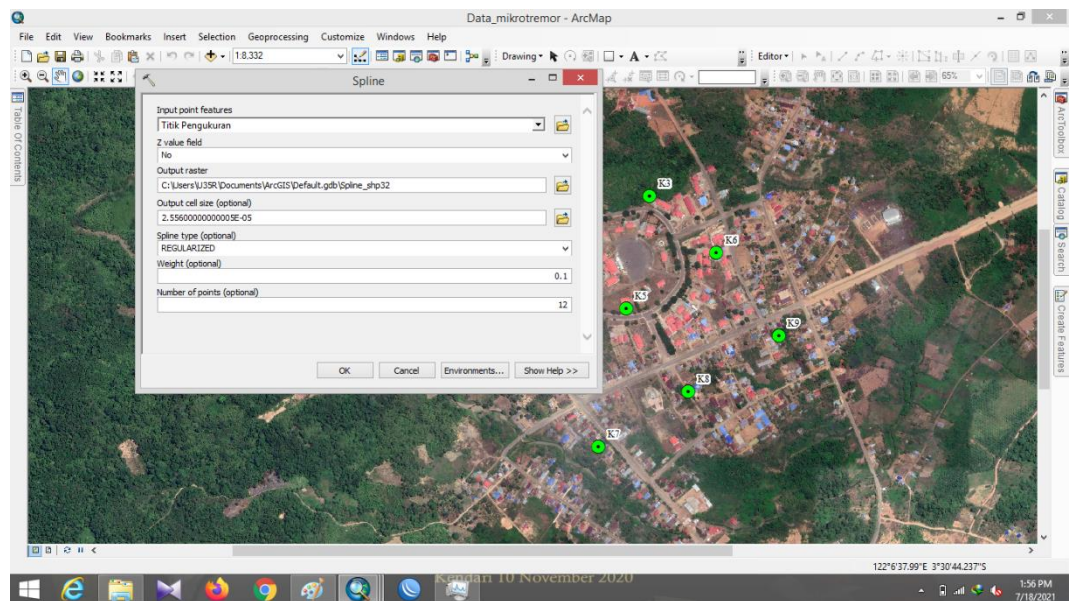 Data_mikrotremor - ArcMap
File Edit View Bookmarks Insert Selection Geoprocessing Customize Windows Help
1:8.332
Drawing
A
Editor
65%
Spline
Input point features
Titik Pengukuran
Z value field
No
Output raster
C:\Users\U35R\Documents\ArcGIS\Default.gdb\Spline_shp32
Output cell size (optional)
2.55600000000005E-05
Spline type (optional)
REGULARIZED
Weight (optional)
0.1
Number of points (optional)
12
OK Cancel Environments... Show Help >>
Table Of Contents
ArcToolbox
Catalog
Search
Create Features
K3
K6
K5
K9
K8
K7
122°6'37.99"E 3°30'44.237"S
Kendari 10 November 2020
1:56 PM
7/18/2021